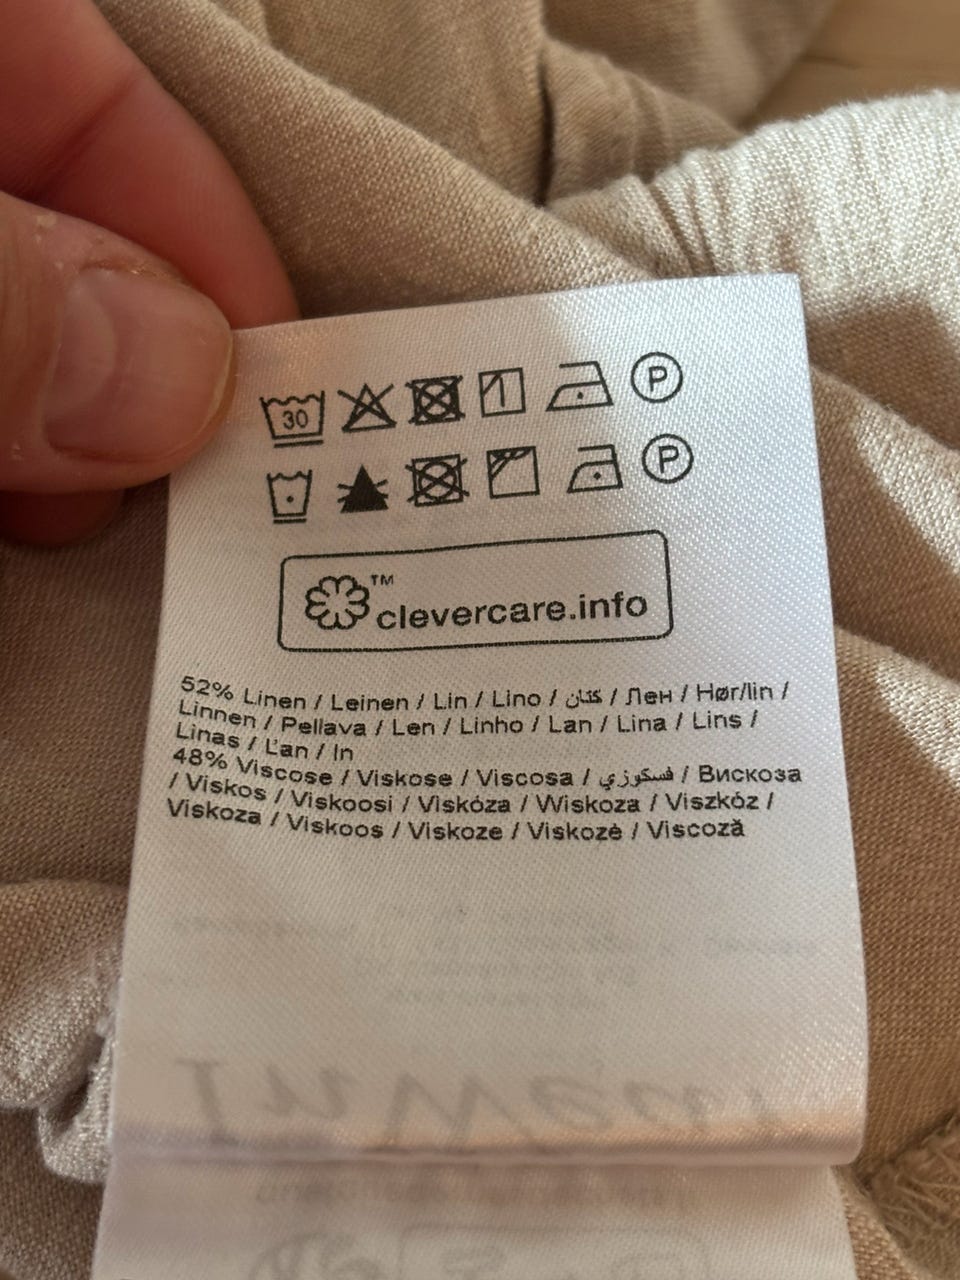 30
P
P
™
clevercare.info
52% Linen / Leinen / Lin / Lino / كتان / Лен / Hør/lin /
Linnen / Pellava / Len / Linho / Lan / Lina / Lins /
Linas / Ľan / In
48% Viscose / Viskose / Viscosa / فسكوزي / Вискоза
/ Viskos / Viskoosi / Viskóza / Wiskoza / Viszkóz /
Viskoza / Viskoos / Viskoze / Viskozė / Viscoză